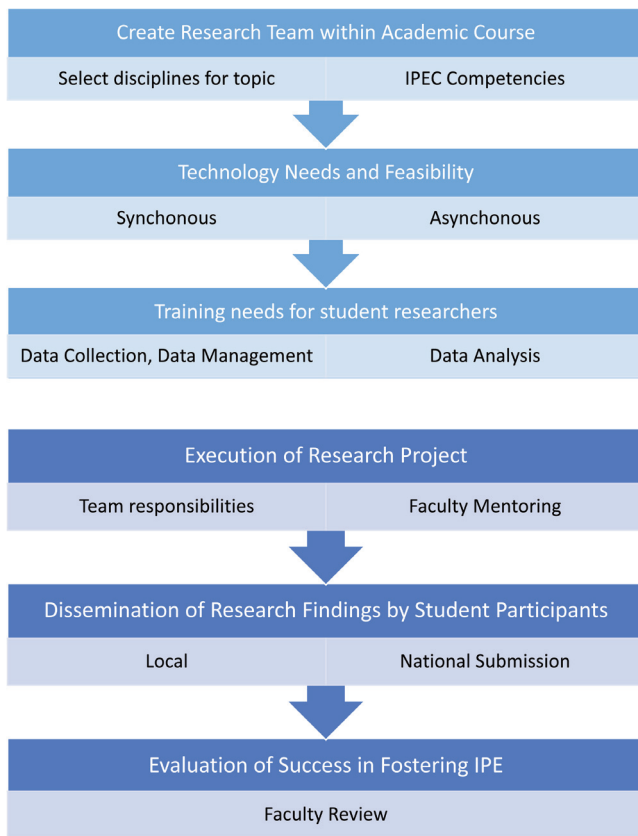 Create Research Team within Academic Course
Select disciplines for topic
IPEC Competencies
Technology Needs and Feasibility
Synchonous
Asynchonous
Training needs for student researchers
Data Collection, Data Management
Data Analysis
Execution of Research Project
Team responsibilities
Faculty Mentoring
Dissemination of Research Findings by Student Participants
Local
National Submission
Evaluation of Success in Fostering IPE
Faculty Review